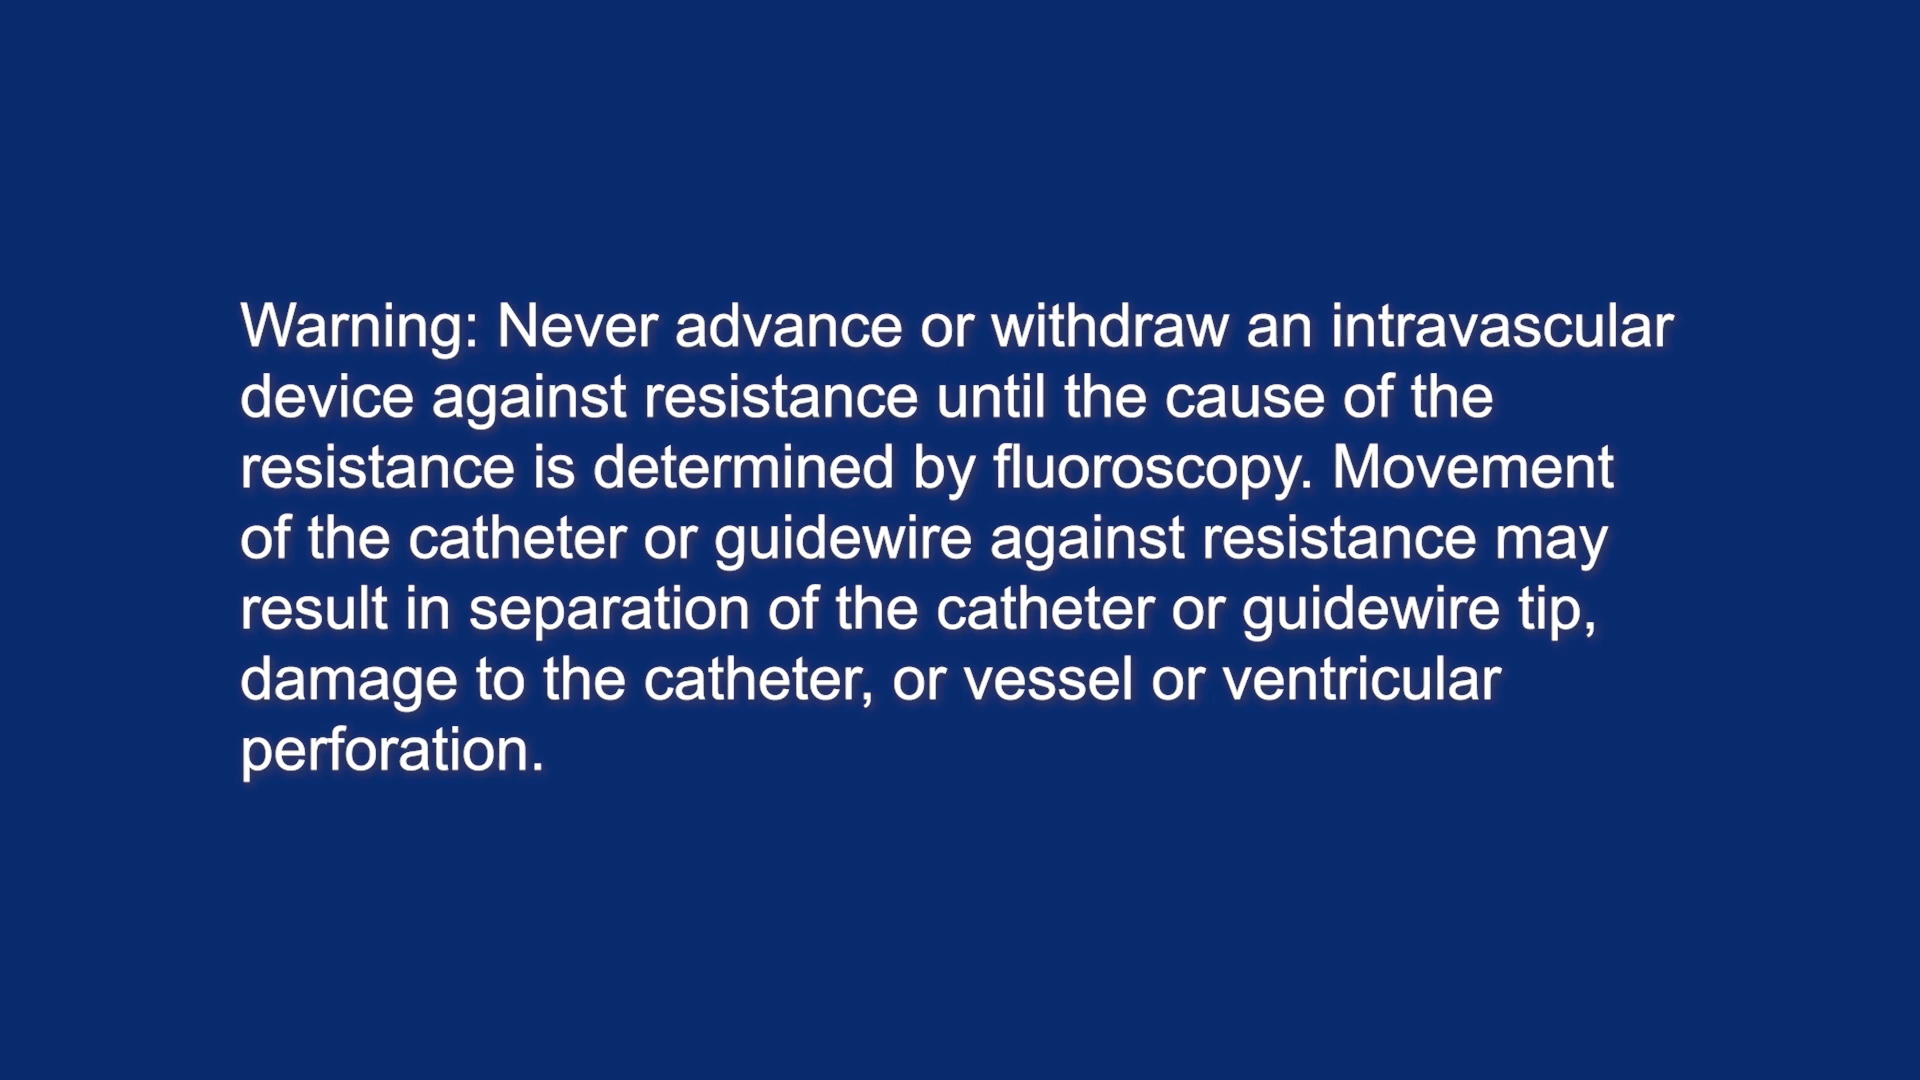 Warning: Never advance or withdraw an intravascular
device against resistance until the cause of the
resistance is determined by fluoroscopy. Movement
of the catheter or guidewire against resistance may
result in separation of the catheter or guidewire tip,
damage to the catheter, or vessel or ventricular
perforation.